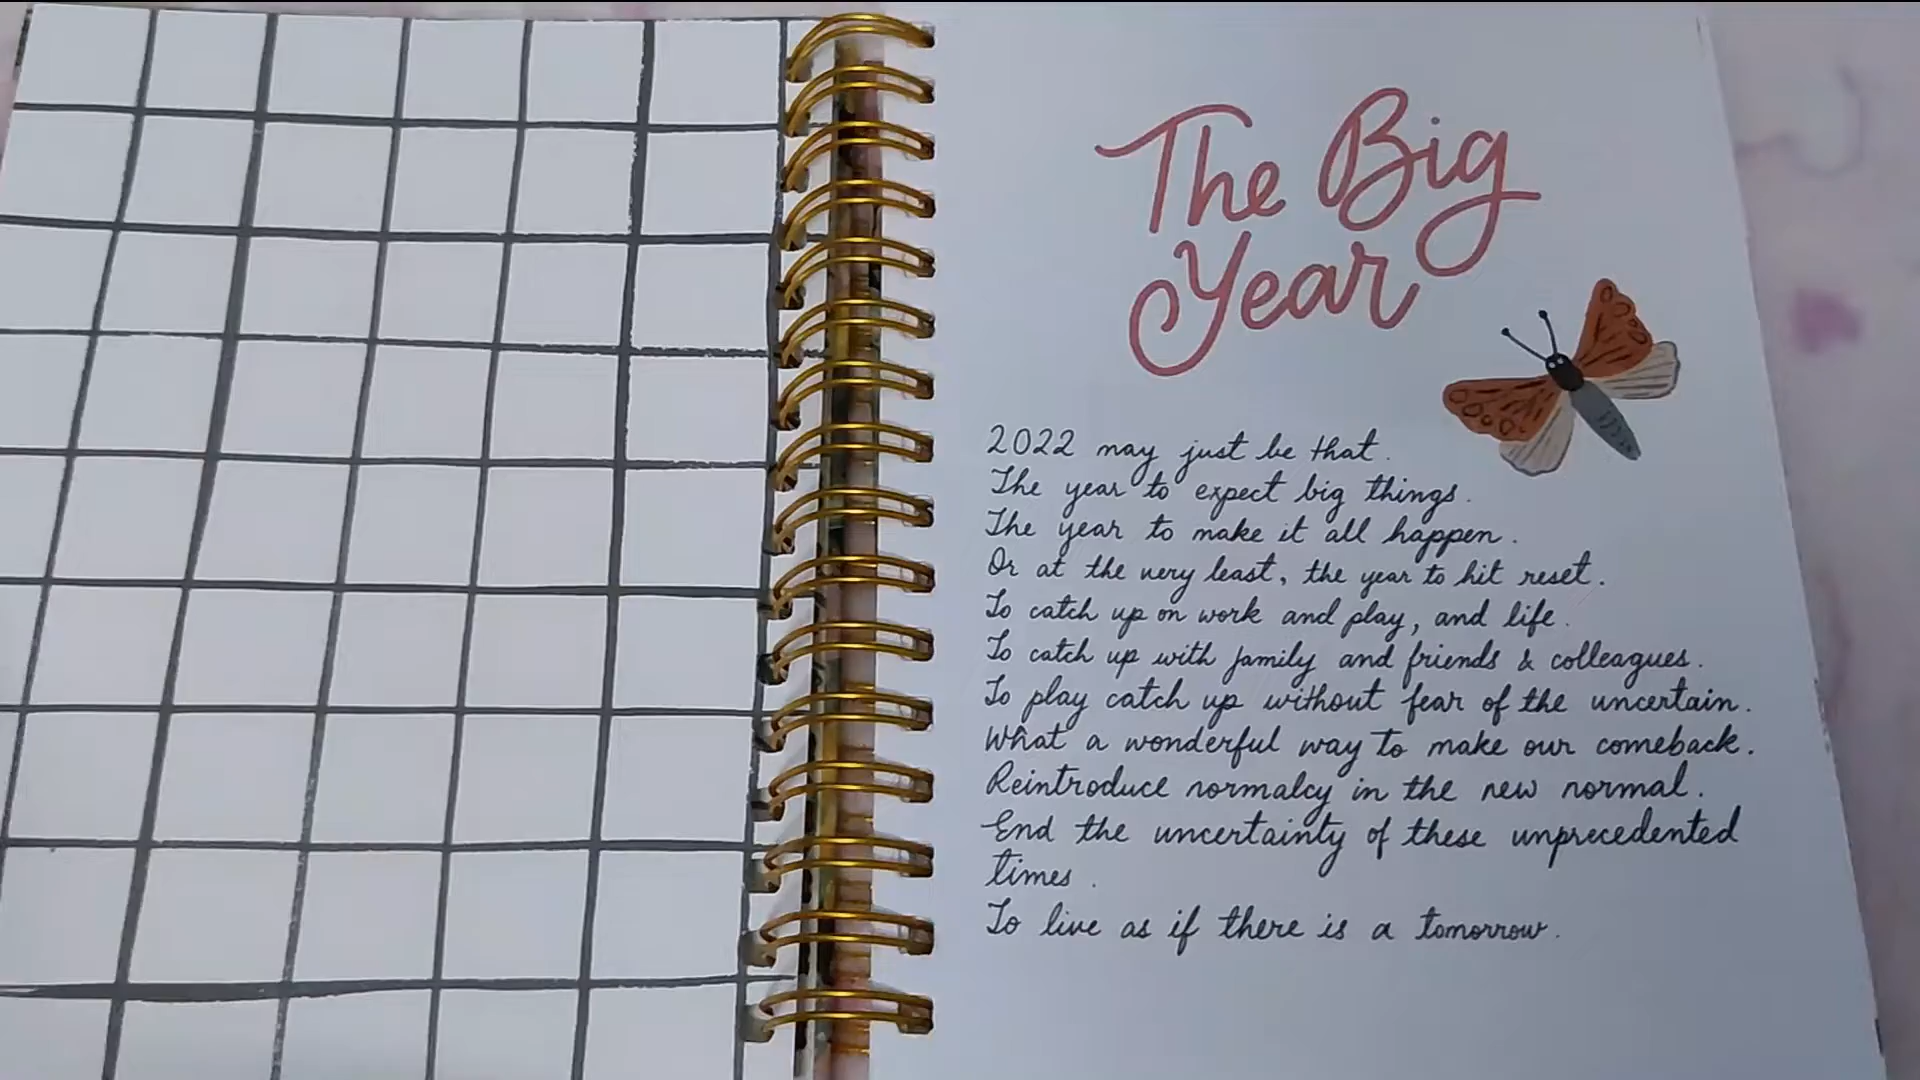 The Big
Year
2022 may just be that.
The year to expect big things.
The year to make it all happen.
Or at the very least, the year to hit reset.
To catch up on work and play, and life.
To catch up with family and friends & colleagues.
To play catch up without fear of the uncertain.
What a wonderful way to make our comeback.
Reintroduce normalcy in the new normal.
End the uncertainty of these unprecedented
times.
To live as if there is a tomorrow.